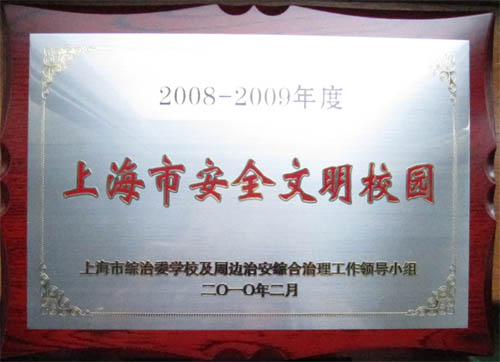 2008-2009年度
上海市安全文明校园
上海市综治委学校及周边治安综合治理工作领导小组
二〇一〇年二月